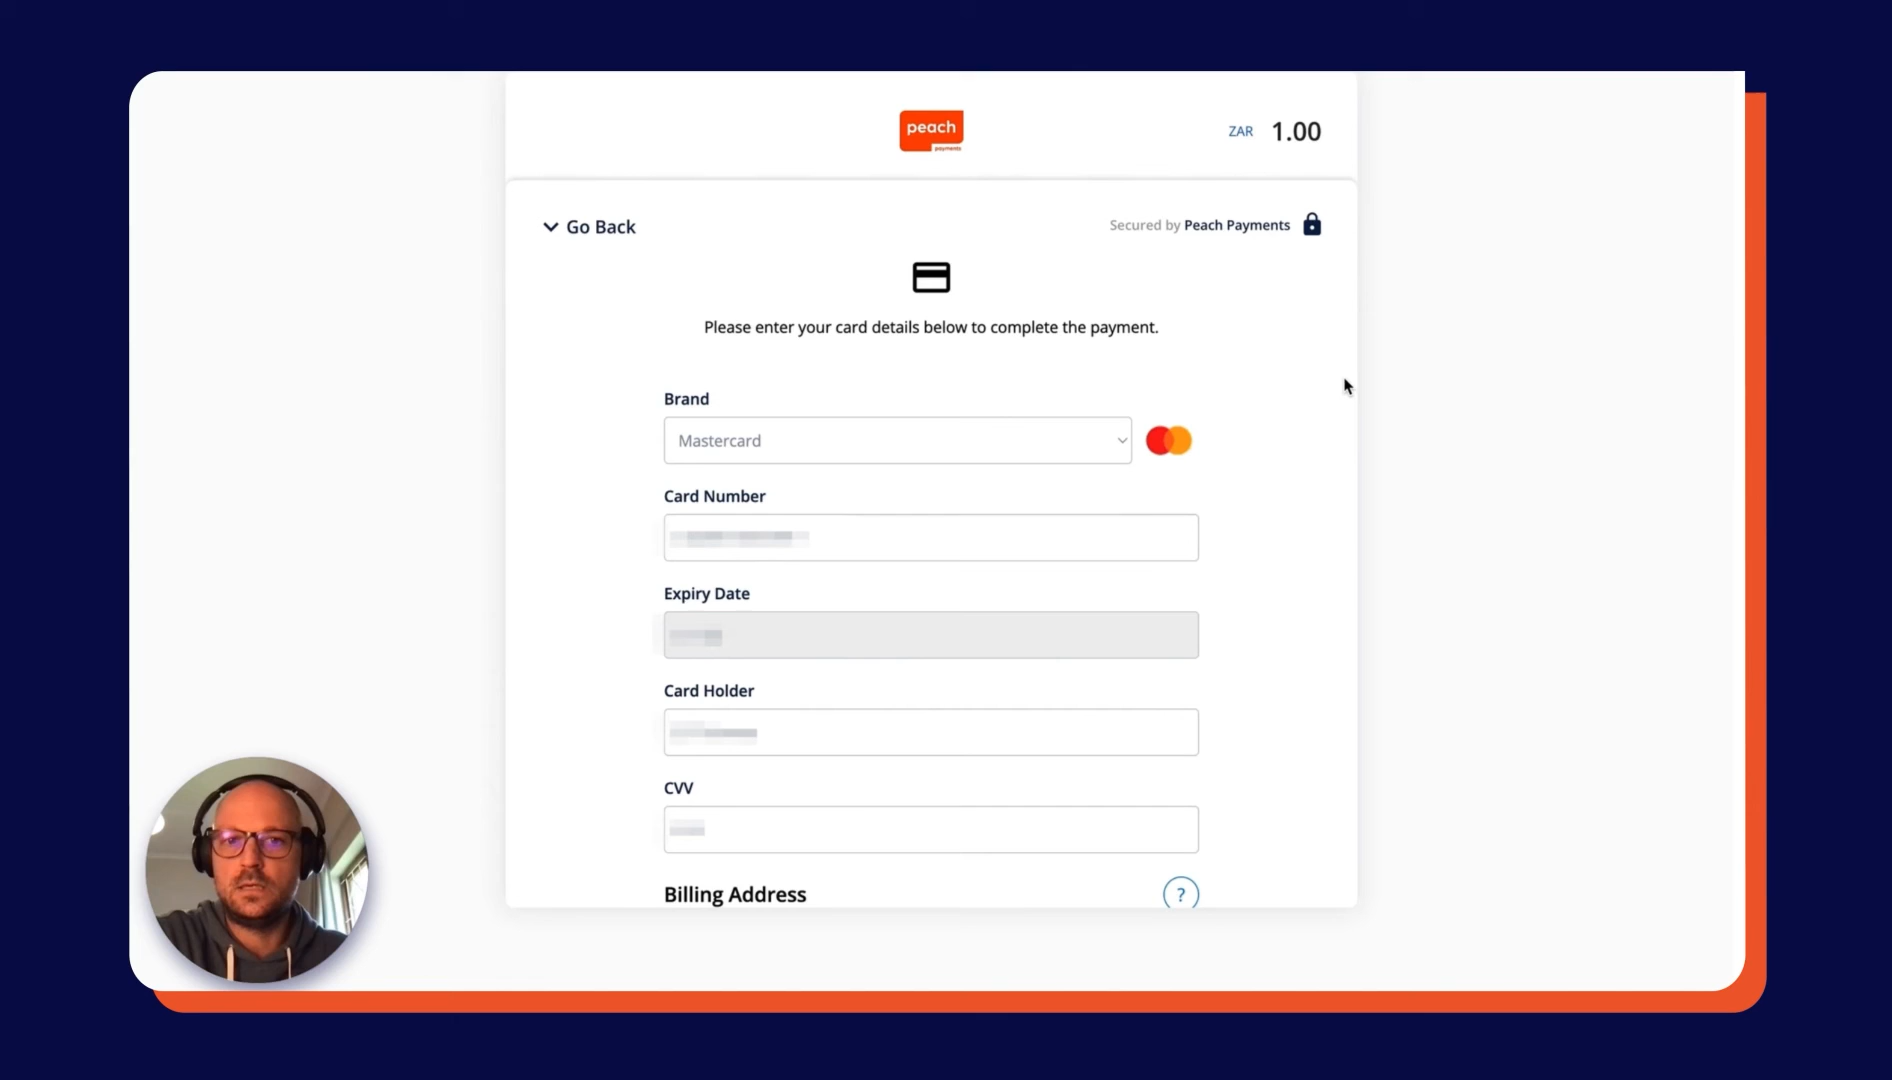 peach
payments
ZAR 1.00
Go Back
Secured by Peach Payments
Please enter your card details below to complete the payment.
Brand
Mastercard
Card Number
Expiry Date
Card Holder
CVV
Billing Address
?